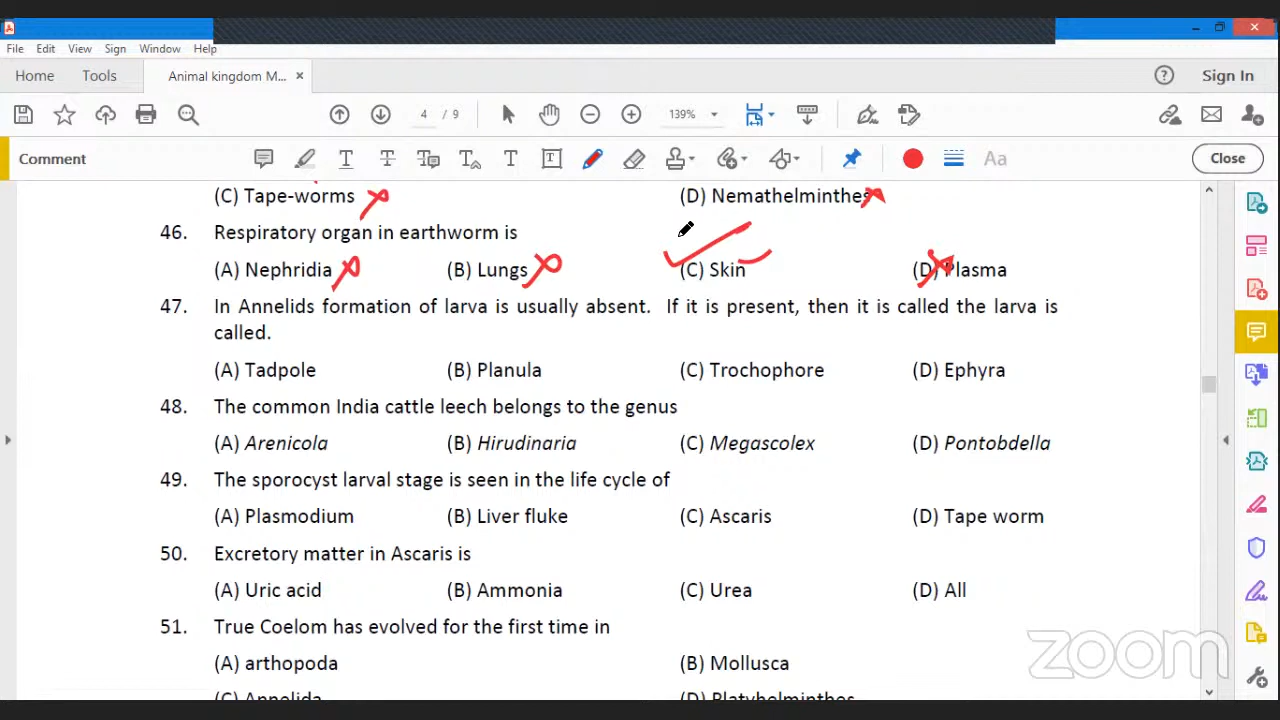 File Edit View Sign Window Help
Home Tools Animal kingdom M... × Sign In
4 / 9 139%
Comment Aa Close
(C) Tape-worms (D) Nemathelminthes
46. Respiratory organ in earthworm is
(A) Nephridia (B) Lungs (C) Skin (D) Plasma
47. In Annelids formation of larva is usually absent. If it is present, then it is called the larva is
called.
(A) Tadpole (B) Planula (C) Trochophore (D) Ephyra
48. The common India cattle leech belongs to the genus
(A) Arenicola (B) Hirudinaria (C) Megascolex (D) Pontobdella
49. The sporocyst larval stage is seen in the life cycle of
(A) Plasmodium (B) Liver fluke (C) Ascaris (D) Tape worm
50. Excretory matter in Ascaris is
(A) Uric acid (B) Ammonia (C) Urea (D) All
51. True Coelom has evolved for the first time in
(A) arthopoda (B) Mollusca
(C) Annelida (D) Platyhelminthes
zoom